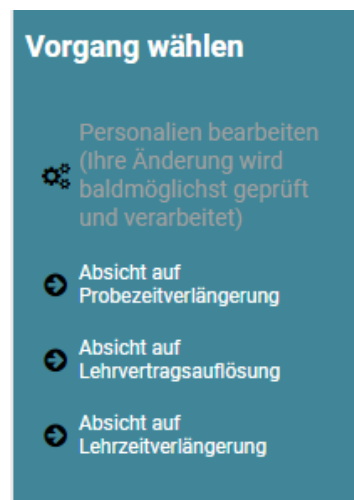 Vorgang wählen
Personalien bearbeiten
(Ihre Änderung wird
baldmöglichst geprüft
und verarbeitet)
Absicht auf
Probezeitverlängerung
Absicht auf
Lehrvertragsauflösung
Absicht auf
Lehrzeitverlängerung